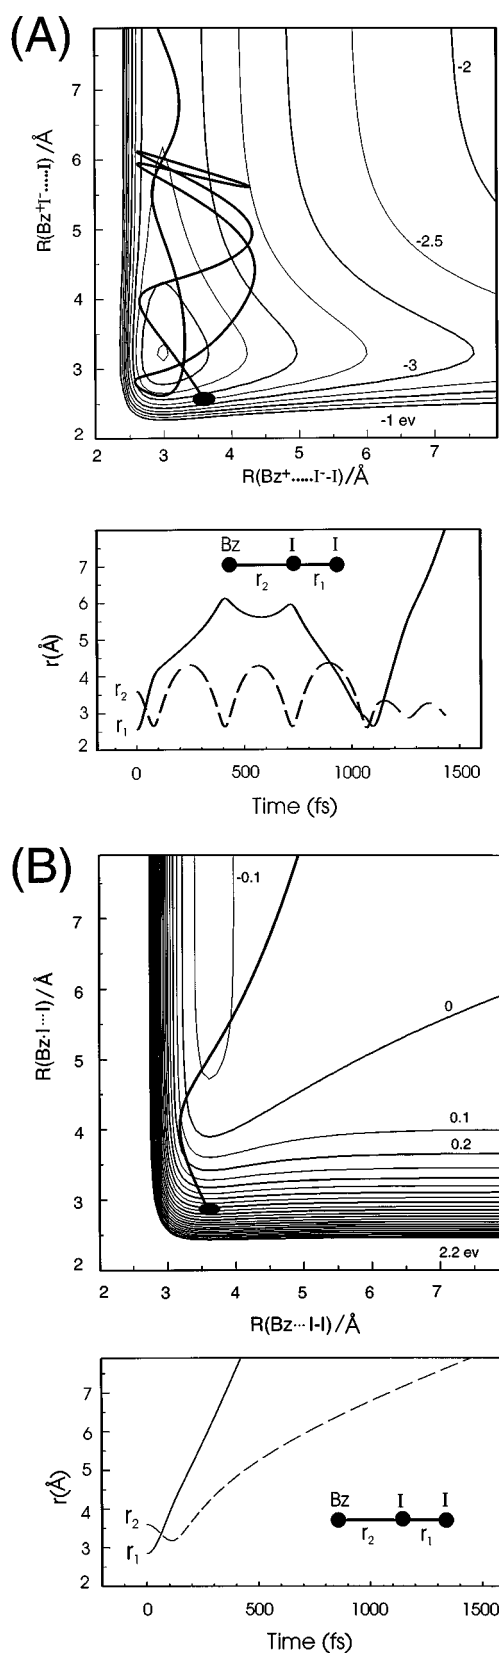 (A)
R(Bz⁺I⁻.....I) /Å
7
6
5
4
3
2
-2
-2.5
-3
-1 ev
2 3 4 5 6 7
R(Bz⁺.....I⁻-I)/Å
r(Å)
7
6
5
4
3
2
Bz I I
r₂ r₁
r₂
r₁
0 500 1000 1500
Time (fs)
(B)
R(Bz·I···I)/Å
7
6
5
4
3
2
-0.1
0
0.1
0.2
2.2 ev
2 3 4 5 6 7
R(Bz···I-I)/Å
r(Å)
7
6
5
4
3
2
r₂
r₁
Bz I I
r₂ r₁
0 500 1000 1500
Time (fs)